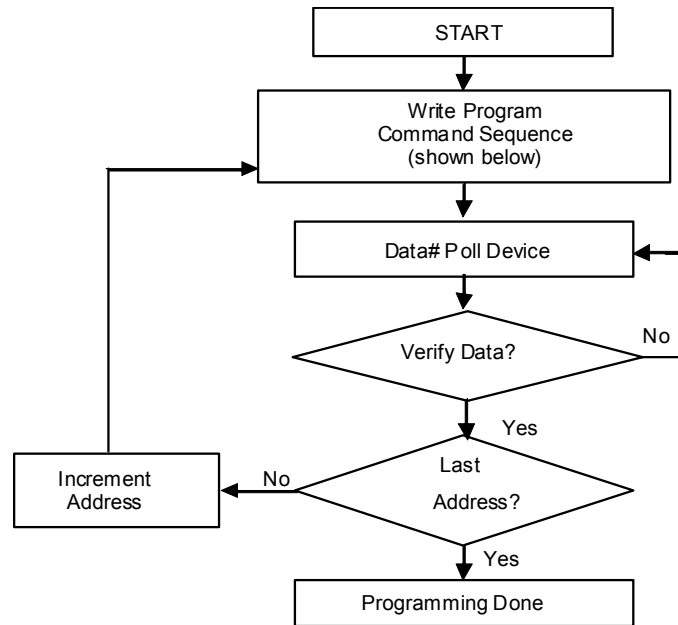 START
Write Program
Command Sequence
(shown below)
Data# Poll Device
Verify Data?
No
Yes
Last
Address?
No
Increment
Address
Yes
Programming Done